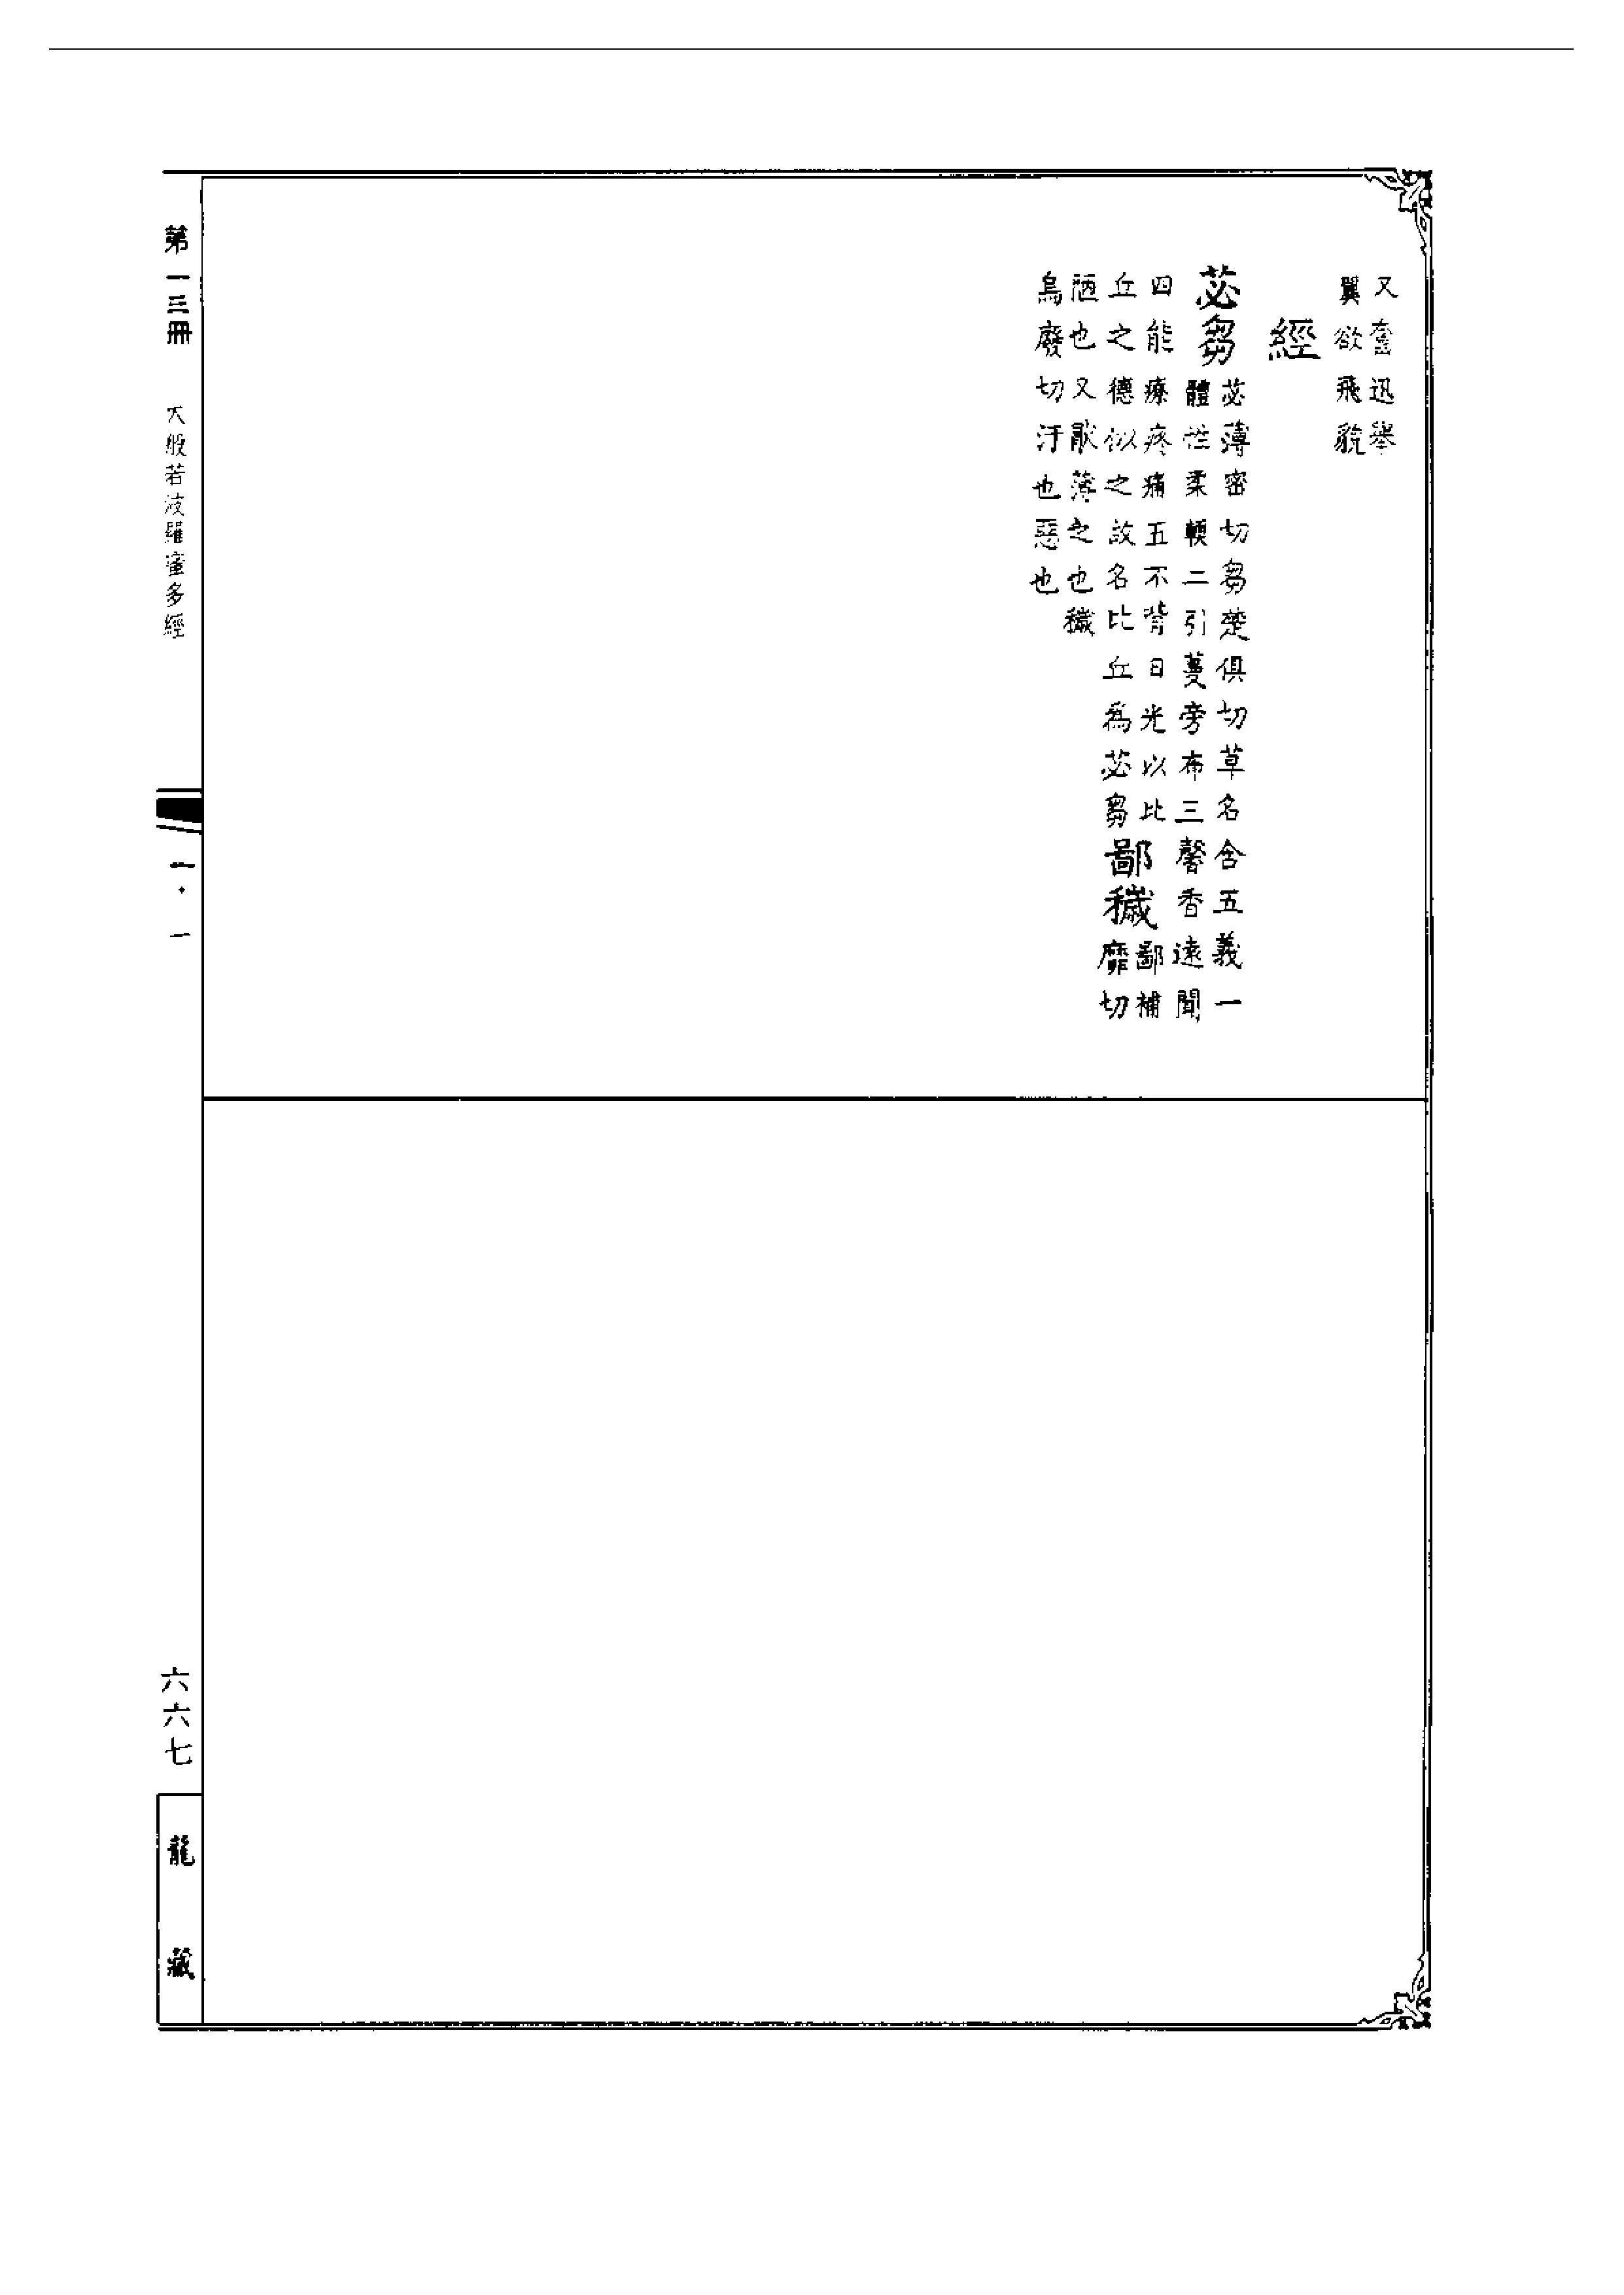 又奮迅舉
翼欲飛貌
經
苾芻
苾薄密切芻楚俱切草名含五義一
體性柔輭二引蔓旁布三馨香遠聞
四能療疼痛五不背日光以比
丘之德似之故名比丘為苾芻
鄙穢
鄙補
靡切
陋也又猒薄之也穢
烏廢切汙也惡也
第一三冊
大般若波羅蜜多經
一·一
六六七
龍藏